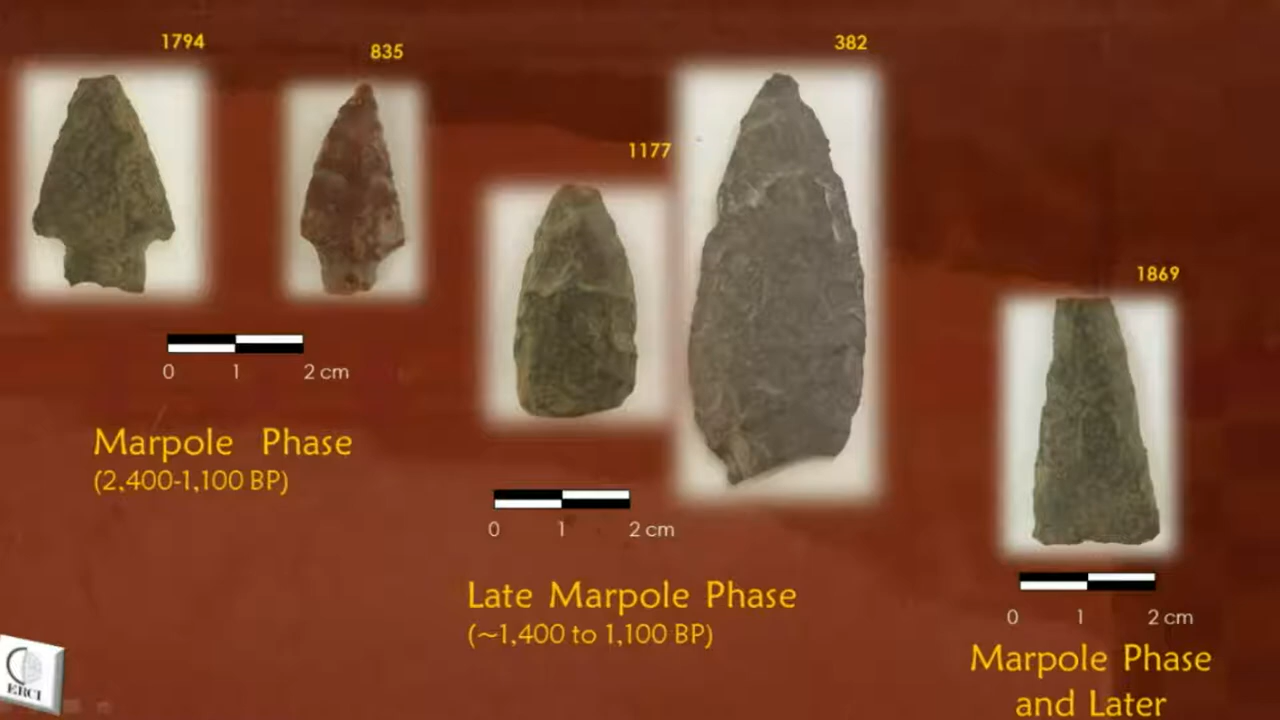 1794
835
382
1177
1869
0 1 2 cm
Marpole Phase
(2,400-1,100 BP)
0 1 2 cm
Late Marpole Phase
(~1,400 to 1,100 BP)
0 1 2 cm
Marpole Phase
and Later
ERCI